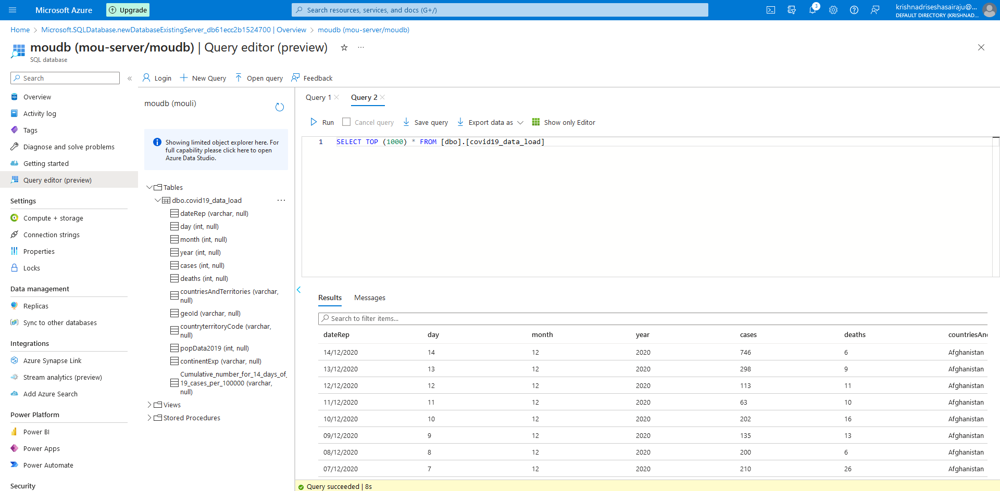 Microsoft Azure
Upgrade
Search resources, services, and docs (G+/)
3
krishnadriseshasairaju@...
DEFAULT DIRECTORY (KRISHNAD...
Home > Microsoft.SQLDatabase.newDatabaseExistingServer_db61ecc2b1524700 | Overview > moudb (mou-server/moudb)
moudb (mou-server/moudb) | Query editor (preview)
SQL database
Search
Login
New Query
Open query
Feedback
Overview
Activity log
Tags
Diagnose and solve problems
Getting started
Query editor (preview)
Settings
Compute + storage
Connection strings
Properties
Locks
Data management
Replicas
Sync to other databases
Integrations
Azure Synapse Link
Stream analytics (preview)
Add Azure Search
Power Platform
Power BI
Power Apps
Power Automate
Security
moudb (mouli)
Showing limited object explorer here. For
full capability please click here to open
Azure Data Studio.
Tables
dbo.covid19_data_load
dateRep (varchar, null)
day (int, null)
month (int, null)
year (int, null)
cases (int, null)
deaths (int, null)
countriesAndTerritories (varchar,
null)
geoId (varchar, null)
countryterritoryCode (varchar,
null)
popData2019 (int, null)
continentExp (varchar, null)
Cumulative_number_for_14_days_of_
19_cases_per_100000 (varchar,
null)
Views
Stored Procedures
Query 1
Query 2
Run
Cancel query
Save query
Export data as
Show only Editor
1 SELECT TOP (1000) * FROM [dbo].[covid19_data_load]
Results
Messages
Search to filter items...
dateRep day month year cases deaths countriesAn
14/12/2020 14 12 2020 746 6 Afghanistan
13/12/2020 13 12 2020 298 9 Afghanistan
12/12/2020 12 12 2020 113 11 Afghanistan
11/12/2020 11 12 2020 63 10 Afghanistan
10/12/2020 10 12 2020 202 16 Afghanistan
09/12/2020 9 12 2020 135 13 Afghanistan
08/12/2020 8 12 2020 200 6 Afghanistan
07/12/2020 7 12 2020 210 26 Afghanistan
Query succeeded | 8s